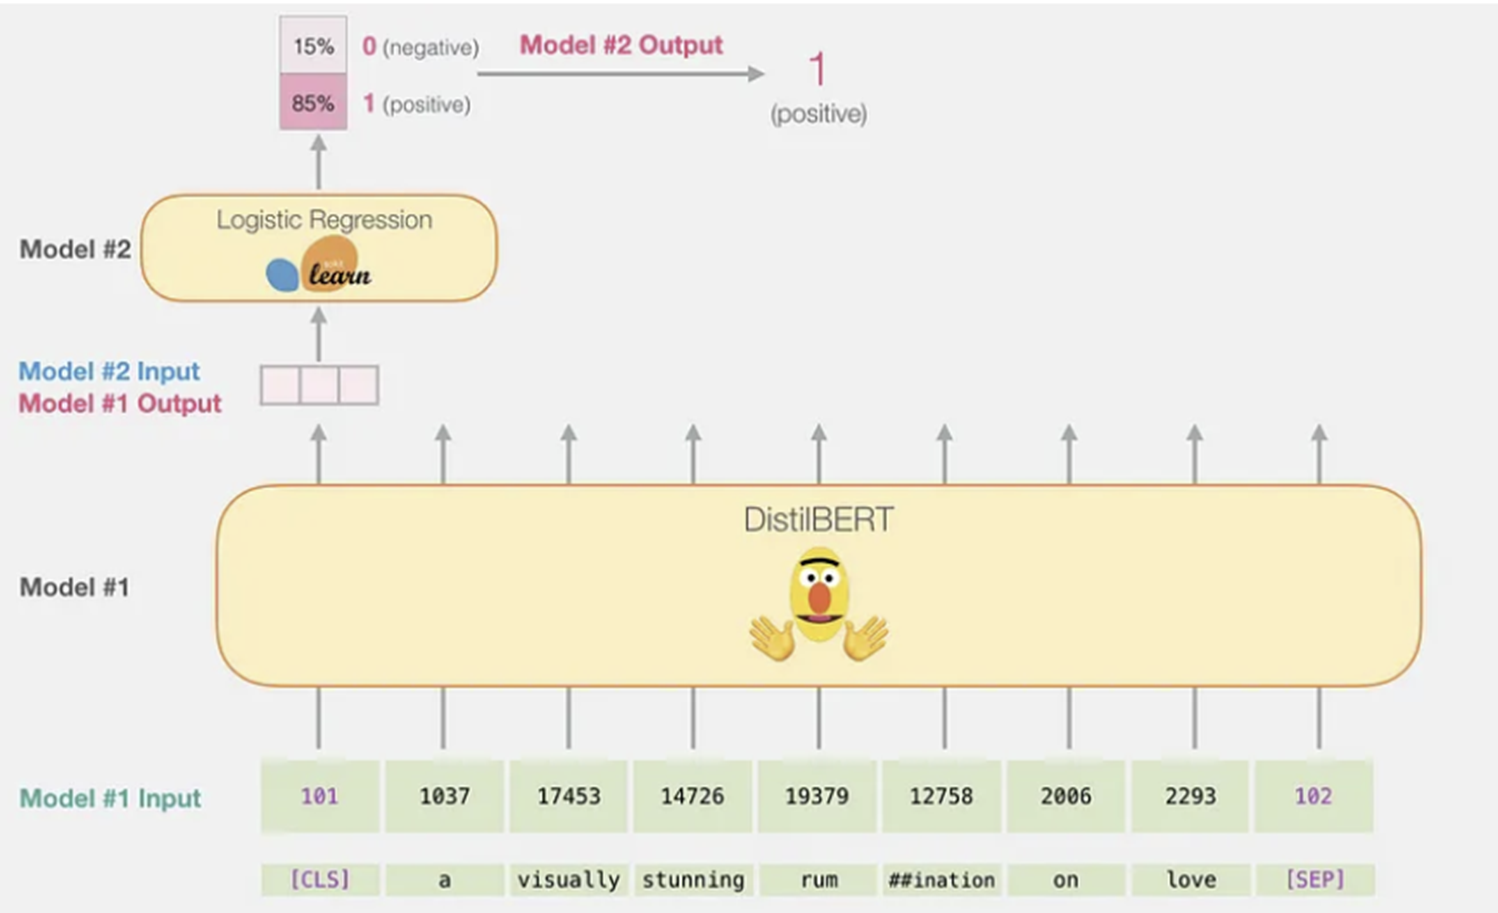 15% 0 (negative) Model #2 Output 1
85% 1 (positive) (positive)
Logistic Regression
Model #2
learn
Model #2 Input
Model #1 Output
DistilBERT
Model #1
Model #1 Input 101 1037 17453 14726 19379 12758 2006 2293 102
[CLS] a visually stunning rum ##ination on love [SEP]